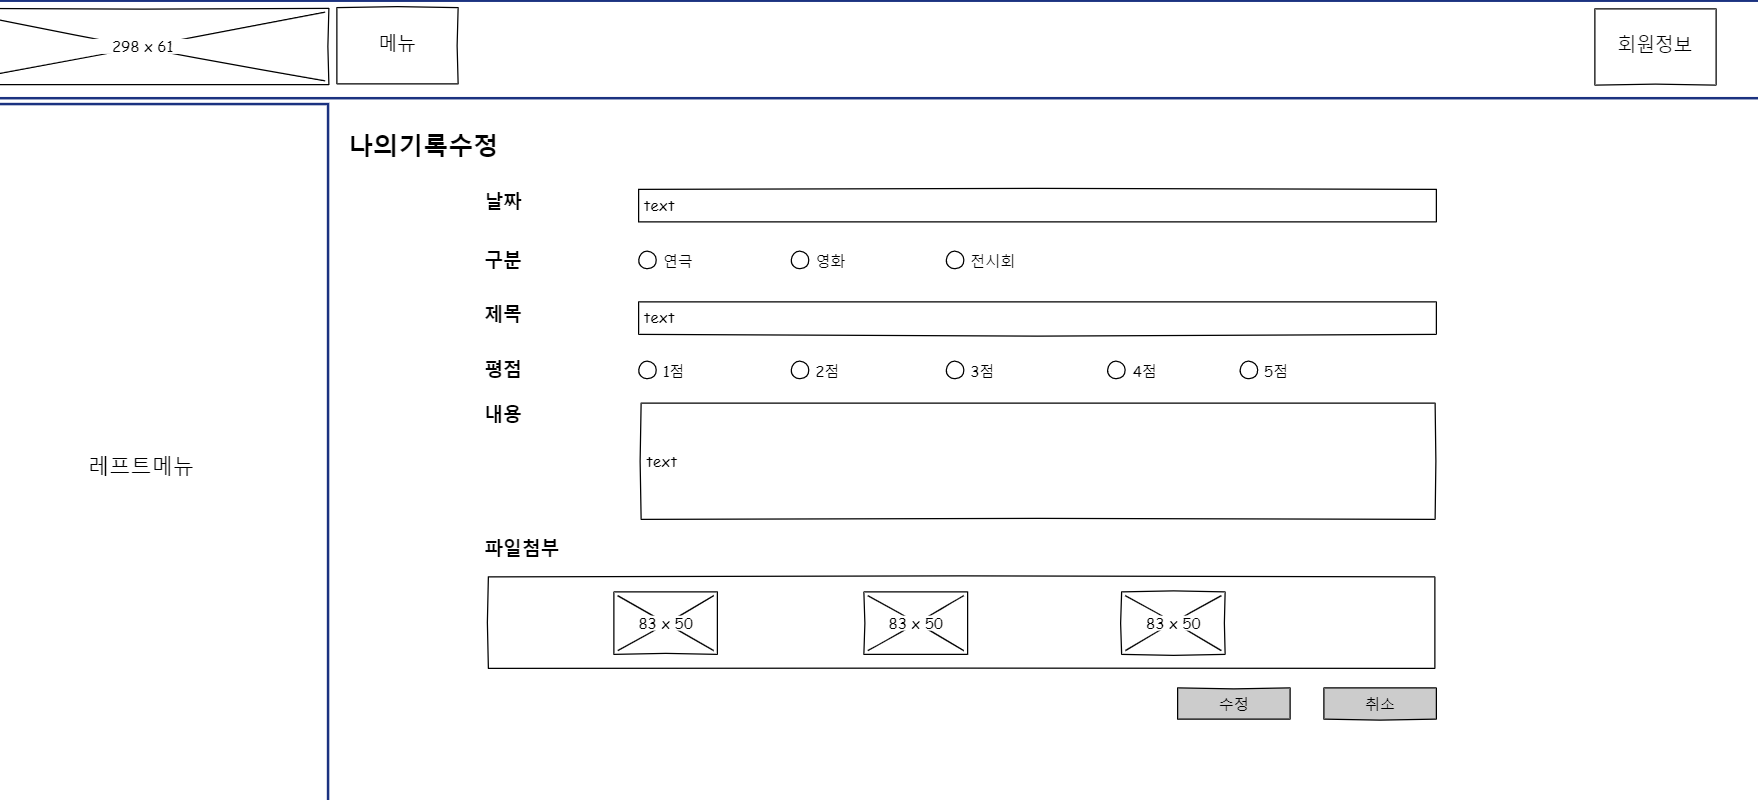 298 x 61
메뉴
회원정보
나의기록수정
날짜
text
구분
연극 영화 전시회
제목
text
평점
1점 2점 3점 4점 5점
내용
text
레프트메뉴
파일첨부
83 x 50 83 x 50 83 x 50
수정 취소